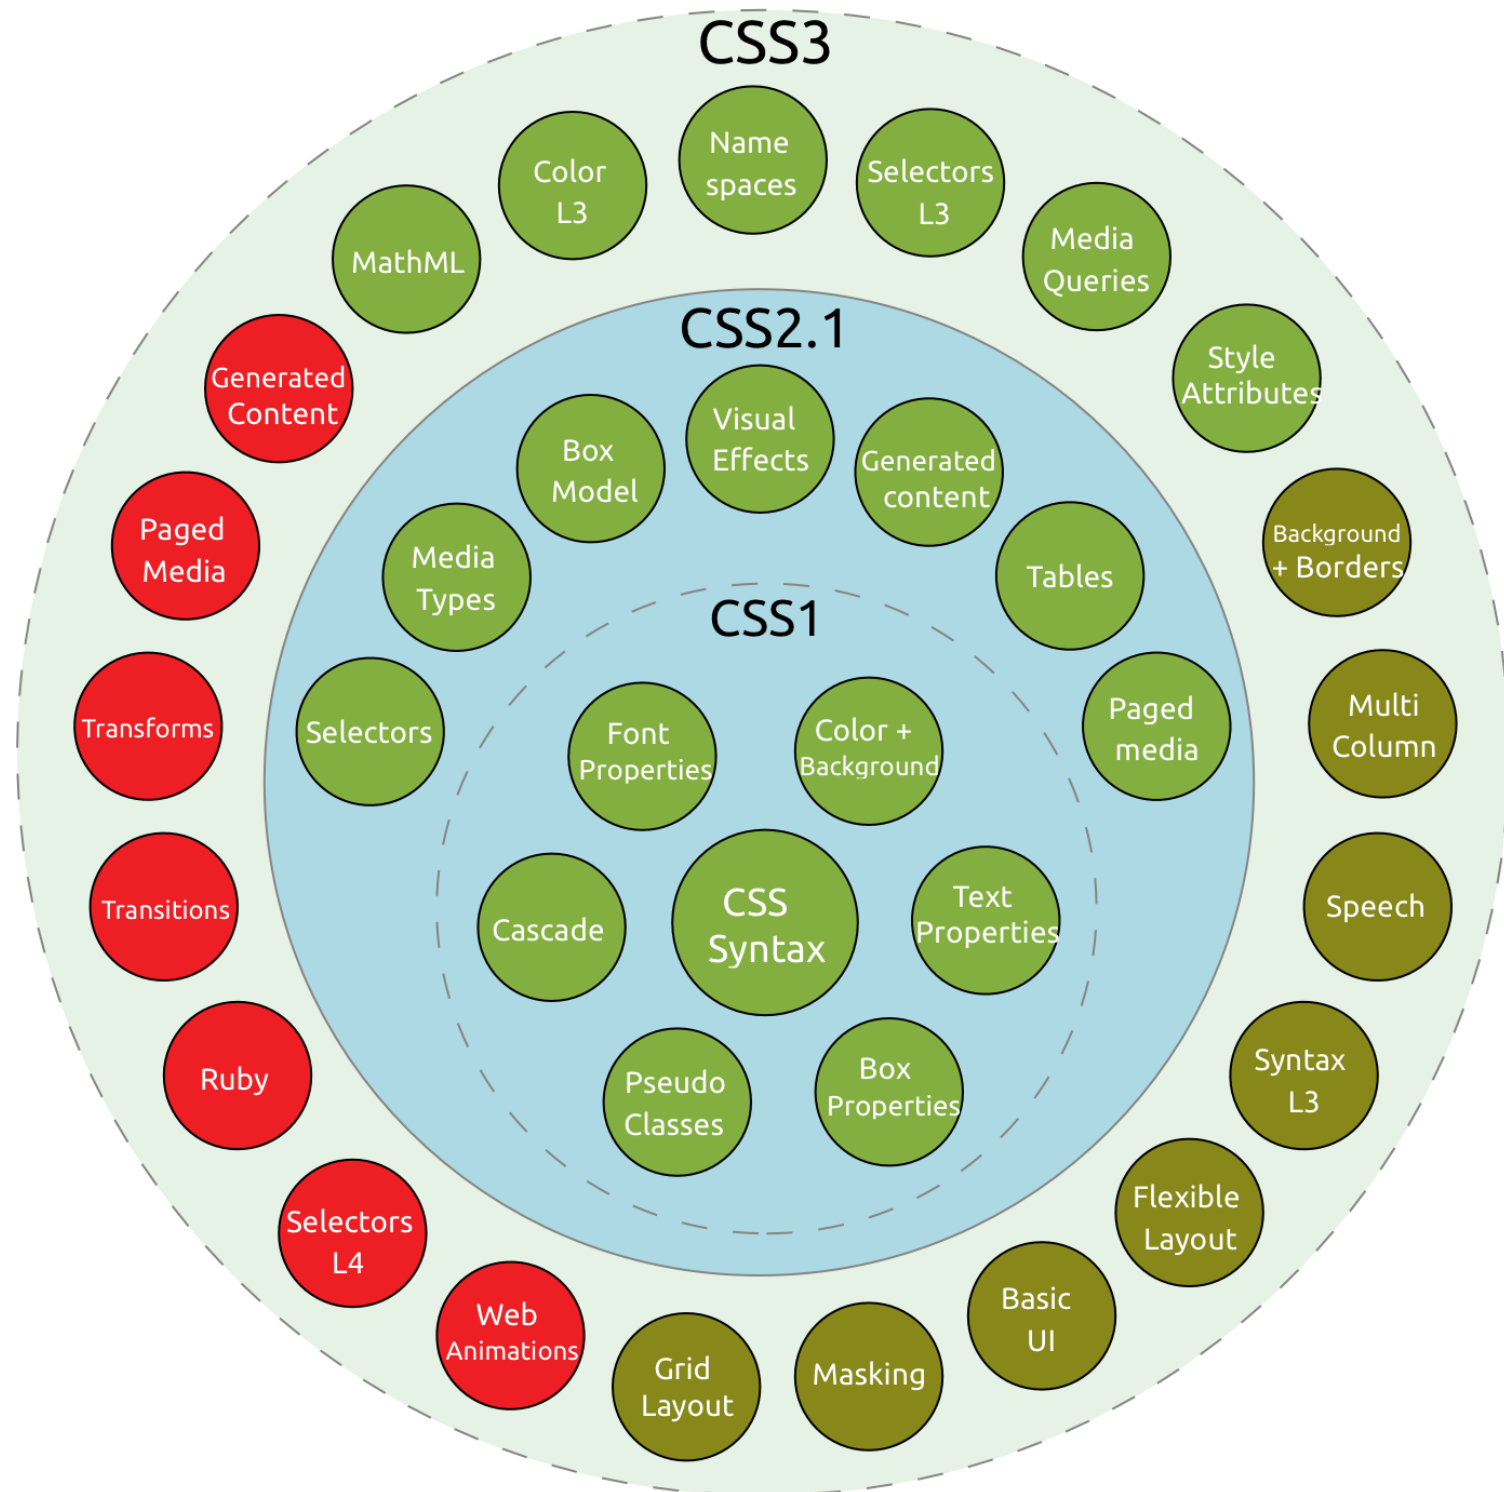 CSS3
Name
spaces
Selectors
L3
Media
Queries
Style
Attributes
Background
+ Borders
Multi
Column
Speech
Syntax
L3
Flexible
Layout
Basic
UI
Masking
Grid
Layout
Web
Animations
Selectors
L4
Ruby
Transitions
Transforms
Paged
Media
Generated
Content
MathML
Color
L3
CSS2.1
Visual
Effects
Generated
content
Tables
Paged
media
Selectors
Media
Types
Box
Model
CSS1
Font
Properties
Color +
Background
Text
Properties
Box
Properties
Pseudo
Classes
Cascade
CSS
Syntax